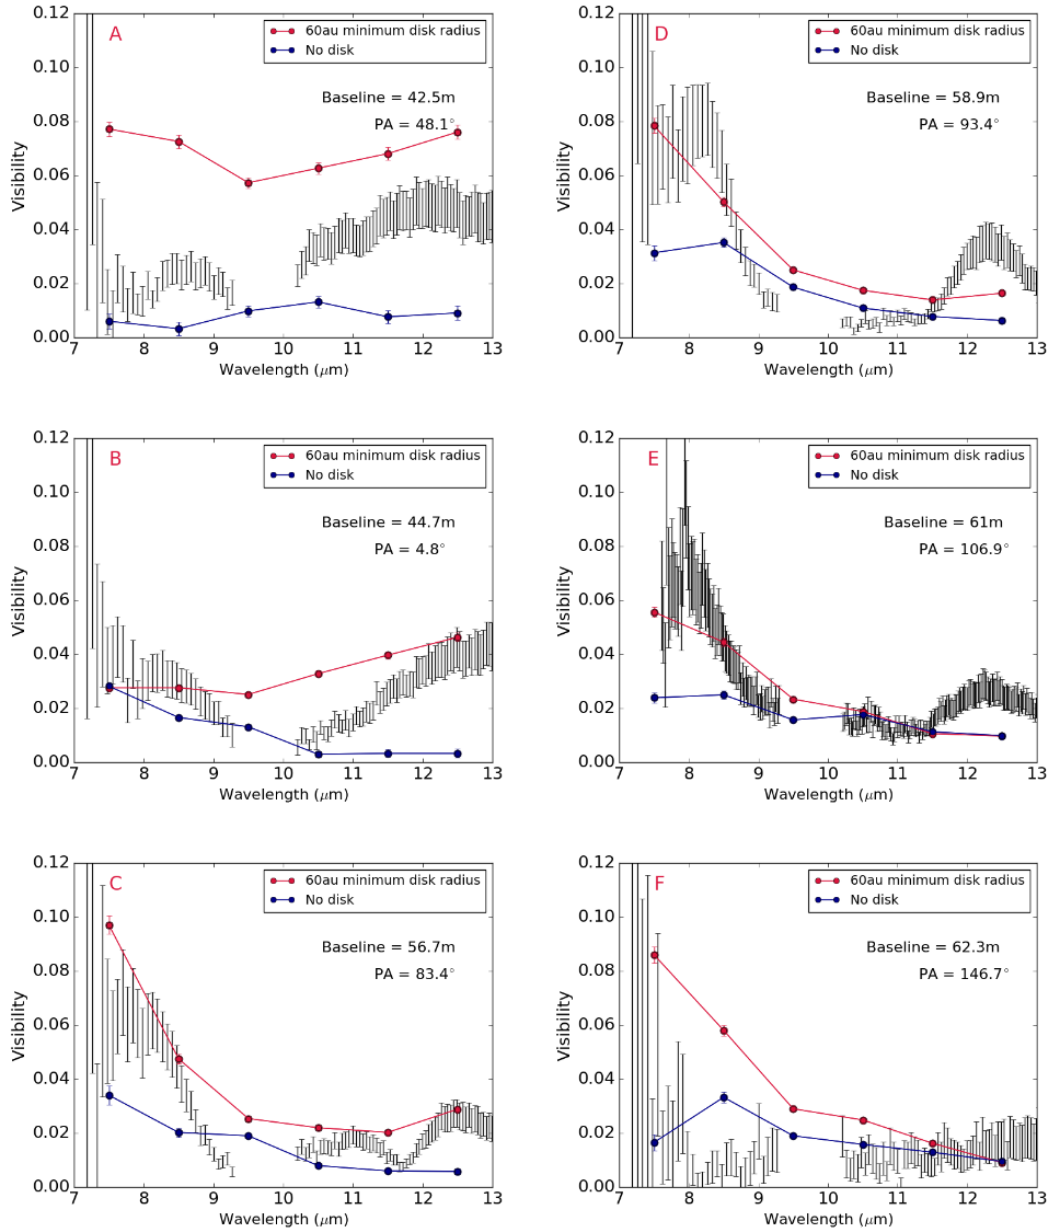 A
60au minimum disk radius
No disk
Baseline = 42.5m
PA = 48.1°
Visibility
0.12
0.10
0.08
0.06
0.04
0.02
0.00
7 8 9 10 11 12 13
Wavelength (μm)
D
60au minimum disk radius
No disk
Baseline = 58.9m
PA = 93.4°
Visibility
0.12
0.10
0.08
0.06
0.04
0.02
0.00
7 8 9 10 11 12 13
Wavelength (μm)
B
60au minimum disk radius
No disk
Baseline = 44.7m
PA = 4.8°
Visibility
0.12
0.10
0.08
0.06
0.04
0.02
0.00
7 8 9 10 11 12 13
Wavelength (μm)
E
60au minimum disk radius
No disk
Baseline = 61m
PA = 106.9°
Visibility
0.12
0.10
0.08
0.06
0.04
0.02
0.00
7 8 9 10 11 12 13
Wavelength (μm)
C
60au minimum disk radius
No disk
Baseline = 56.7m
PA = 83.4°
Visibility
0.12
0.10
0.08
0.06
0.04
0.02
0.00
7 8 9 10 11 12 13
Wavelength (μm)
F
60au minimum disk radius
No disk
Baseline = 62.3m
PA = 146.7°
Visibility
0.12
0.10
0.08
0.06
0.04
0.02
0.00
7 8 9 10 11 12 13
Wavelength (μm)